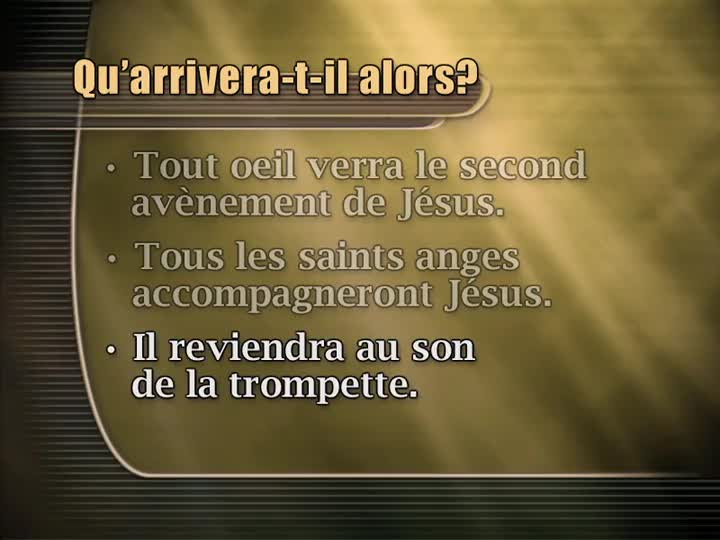 Qu’arrivera-t-il alors?
• Tout oeil verra le second
avènement de Jésus.
• Tous les saints anges
accompagneront Jésus.
• Il reviendra au son
de la trompette.